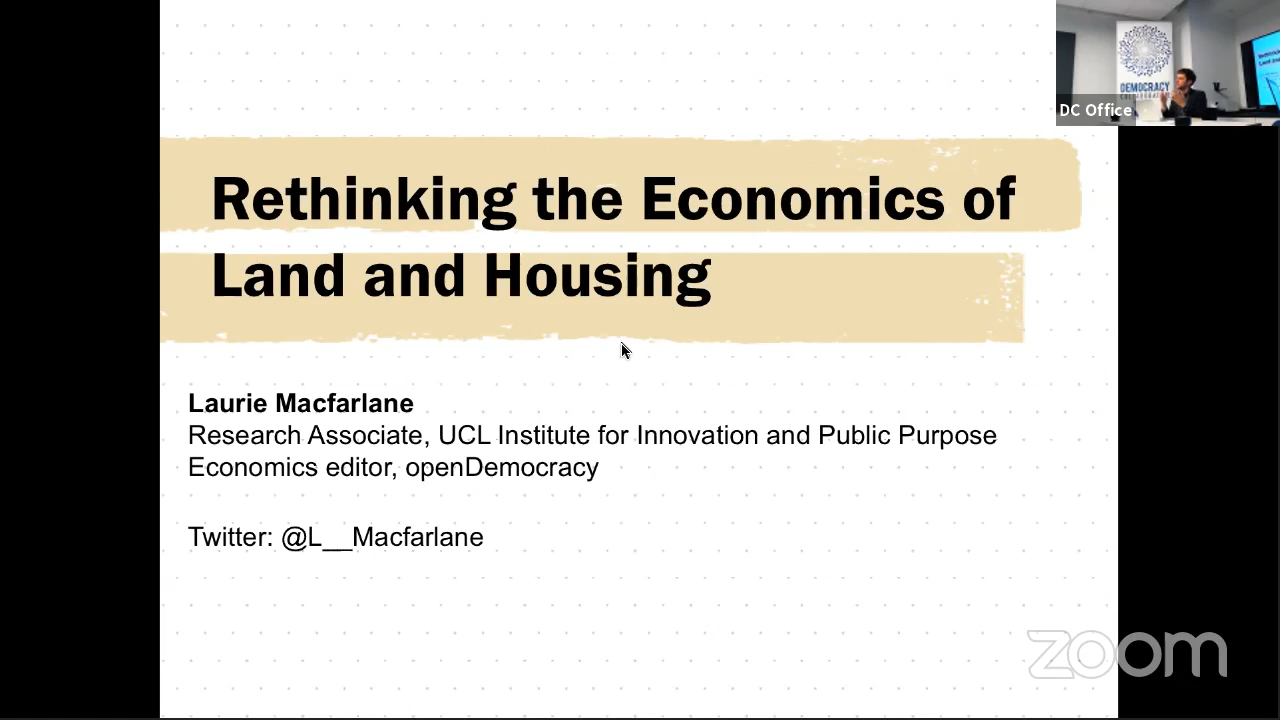 Rethinking the Economics of
Land and Housing
Laurie Macfarlane
Research Associate, UCL Institute for Innovation and Public Purpose
Economics editor, openDemocracy
Twitter: @L__Macfarlane
DEMOCRACY
DC Office
zoom